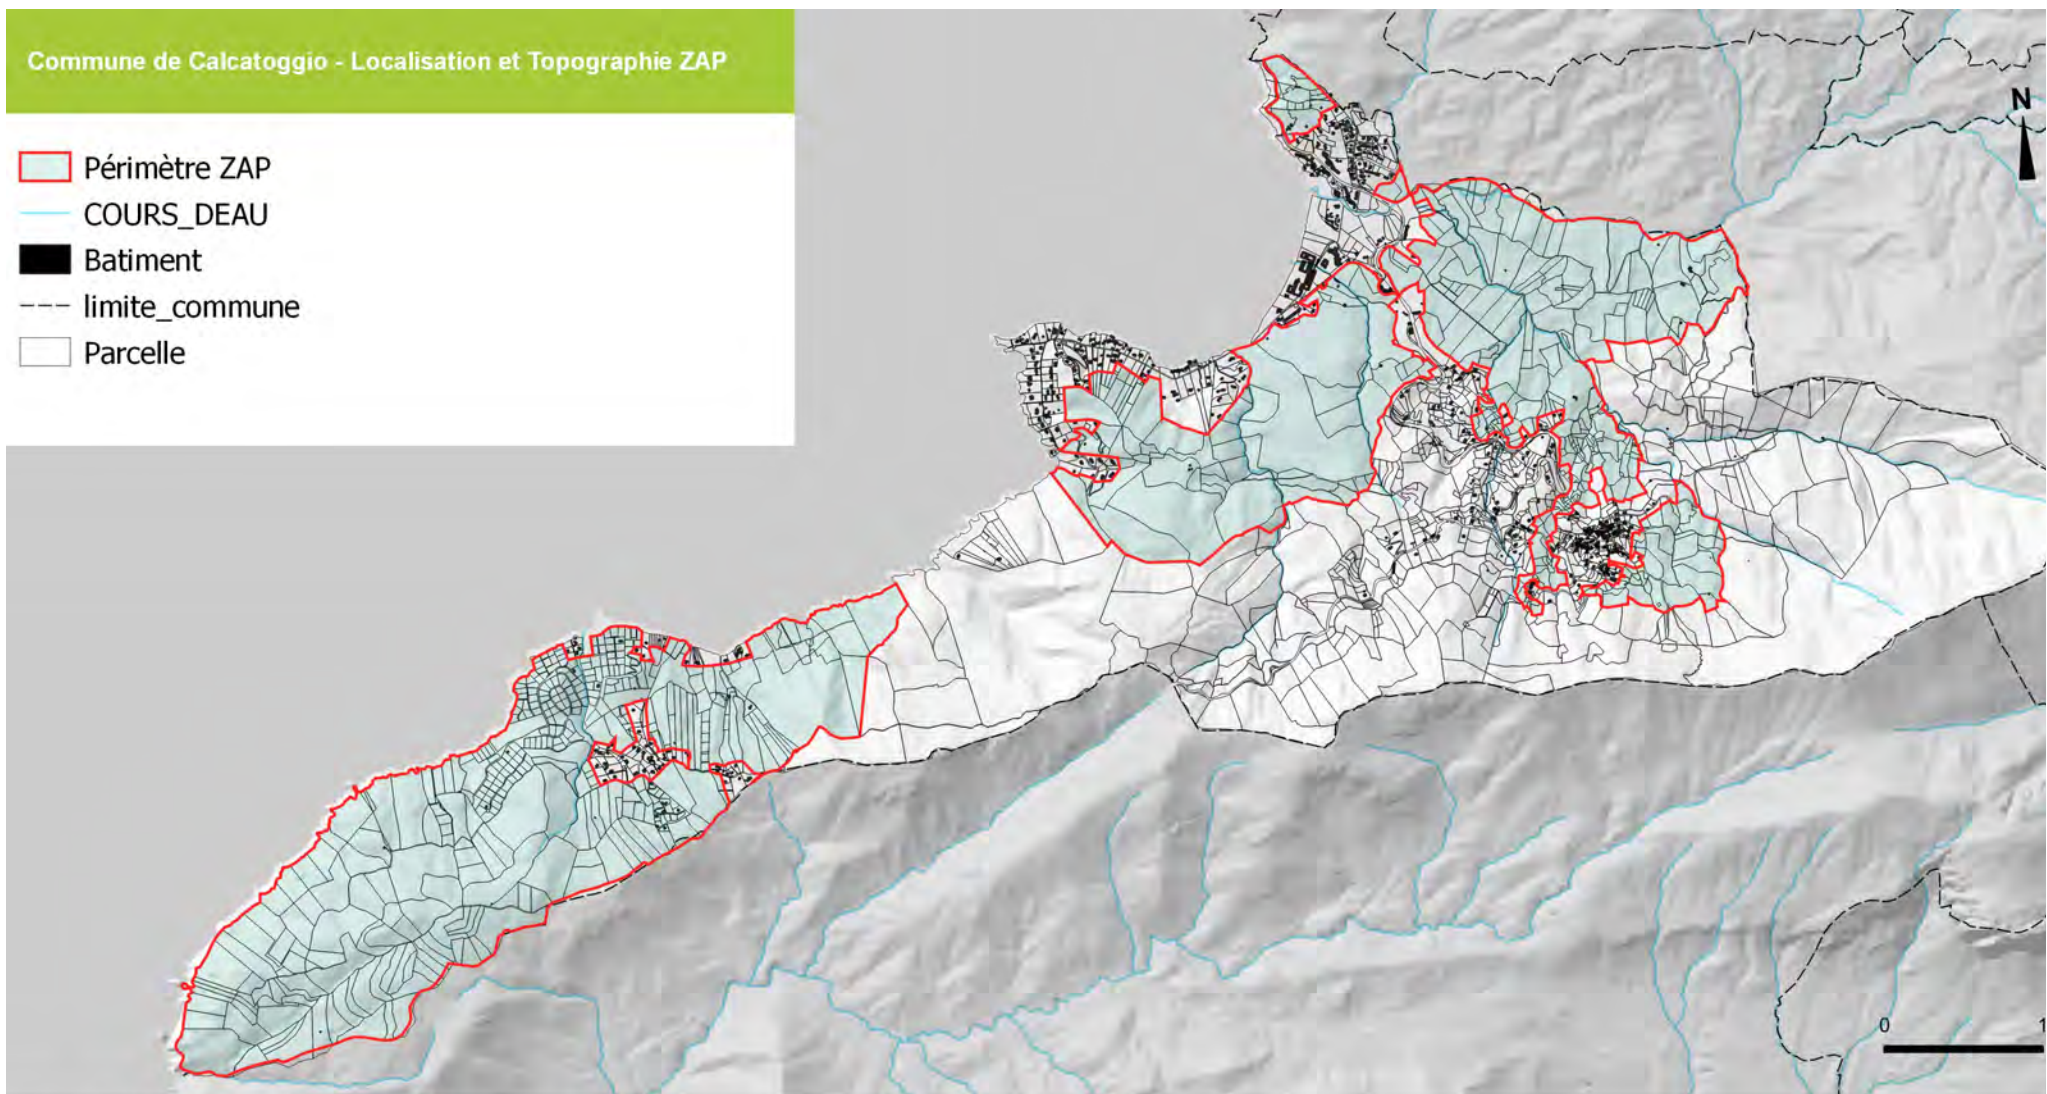 Commune de Calcatoggio - Localisation et Topographie ZAP
Périmètre ZAP
COURS_DEAU
Batiment
limite_commune
Parcelle
N
0 1